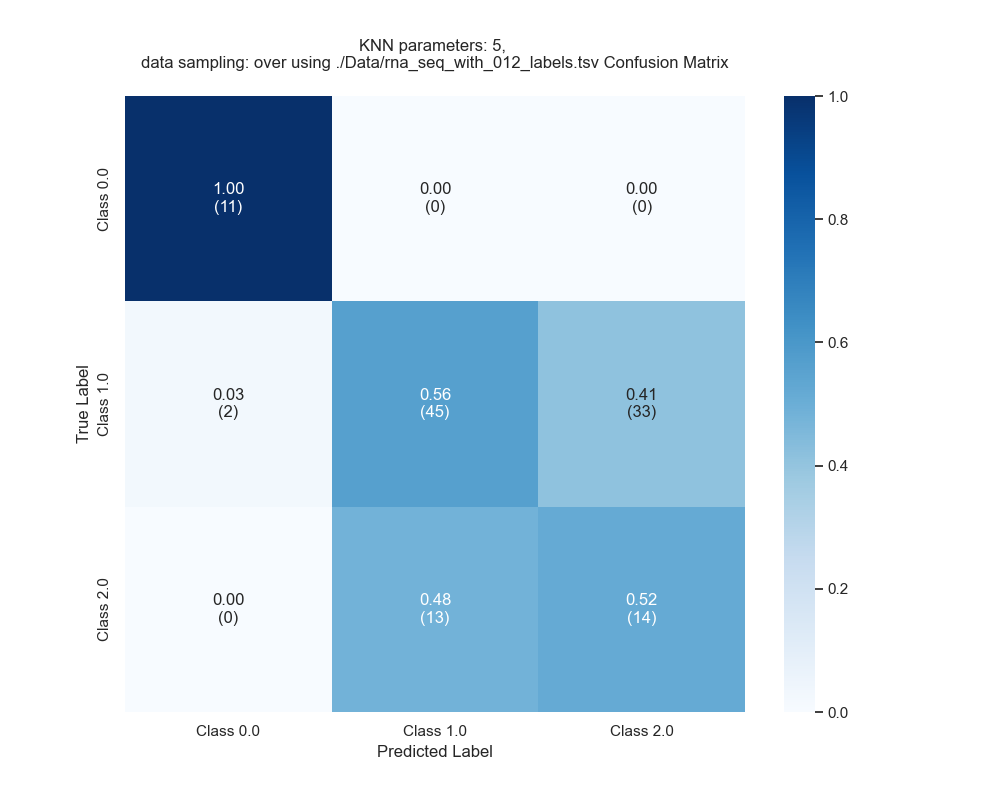 KNN parameters: 5,
data sampling: over using ./Data/rna_seq_with_012_labels.tsv Confusion Matrix
True Label
Class 0.0
1.00
(11)
0.00
(0)
0.00
(0)
Class 1.0
0.03
(2)
0.56
(45)
0.41
(33)
Class 2.0
0.00
(0)
0.48
(13)
0.52
(14)
Class 0.0
Class 1.0
Class 2.0
Predicted Label
1.0
0.8
0.6
0.4
0.2
0.0